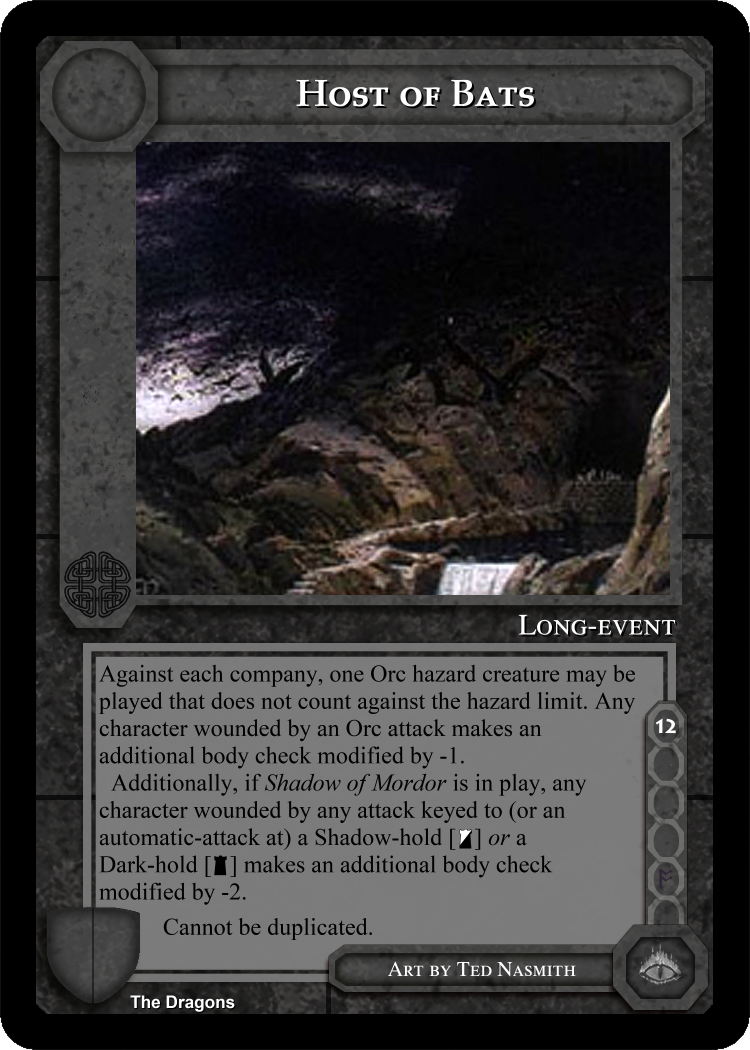 Host of Bats
Long-event
Against each company, one Orc hazard creature may be
played that does not count against the hazard limit. Any
character wounded by an Orc attack makes an
additional body check modified by -1.
Additionally, if Shadow of Mordor is in play, any
character wounded by any attack keyed to (or an
automatic-attack at) a Shadow-hold [] or a
Dark-hold [] makes an additional body check
modified by -2.
Cannot be duplicated.
12
Art by Ted Nasmith
The Dragons